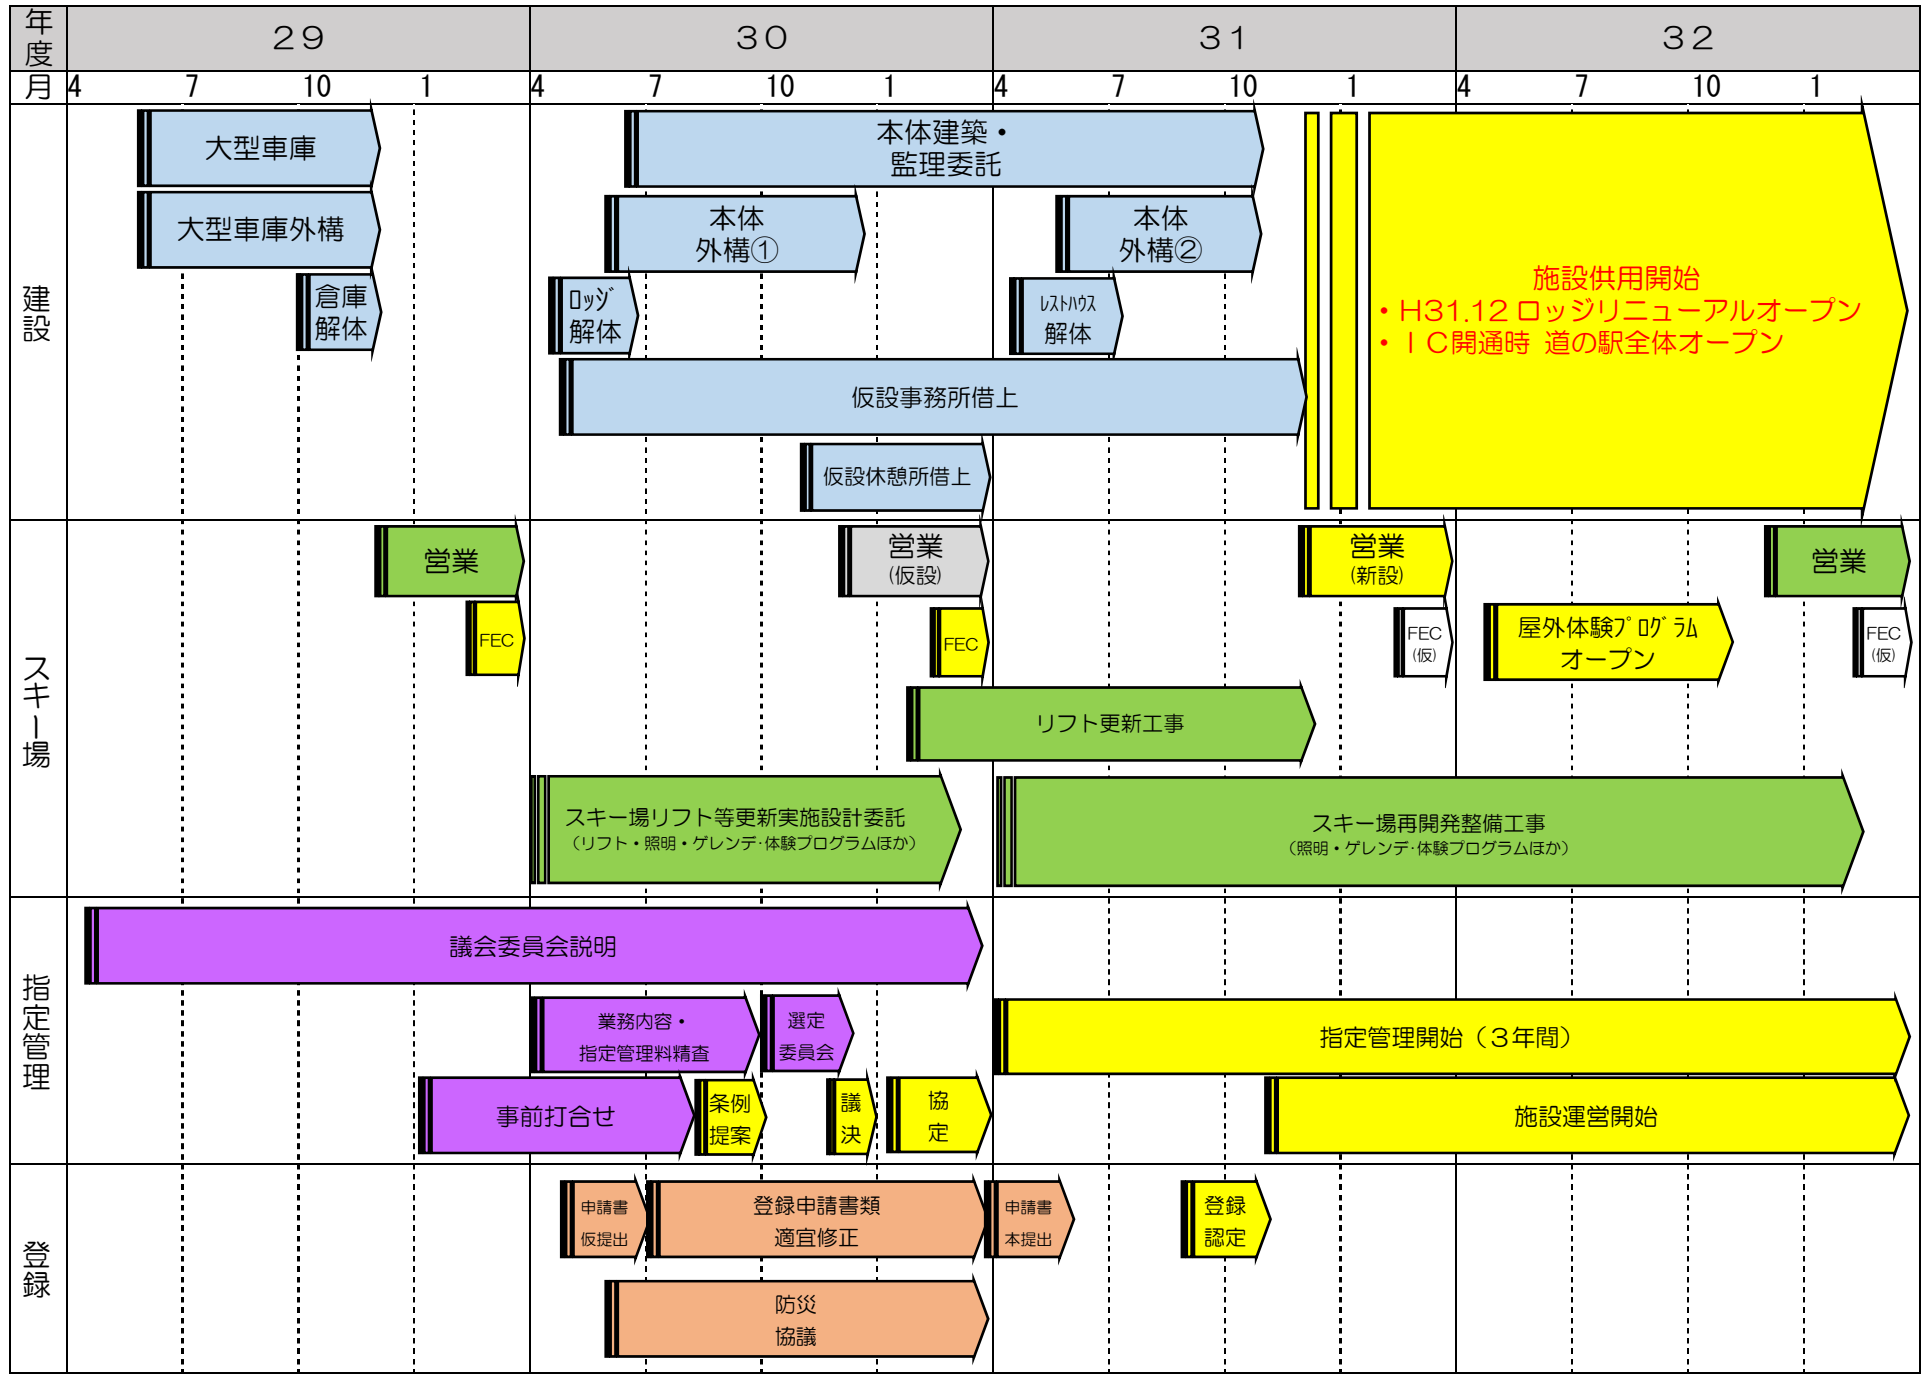 年度
29 30 31 32
月 4 7 10 1 4 7 10 1 4 7 10 1 4 7 10 1
建設
大型車庫
大型車庫外構
倉庫
解体
本体建築・
監理委託
本体
外構①
本体
外構②
ﾛｯｼﾞ
解体
ﾚｽﾄﾊｳｽ
解体
仮設事務所借上
仮設休憩所借上
施設供用開始
・H31.12 ロッジリニューアルオープン
・IC開通時 道の駅全体オープン
スキー場
営業
営業
(仮設)
営業
(新設)
営業
FEC
FEC
FEC
(仮)
屋外体験ﾌﾟﾛｸﾞﾗﾑ
オープン
FEC
(仮)
リフト更新工事
スキー場リフト等更新実施設計委託
（リフト・照明・ゲレンデ・体験プログラムほか）
スキー場再開発整備工事
（照明・ゲレンデ・体験プログラムほか）
指定管理
議会委員会説明
業務内容・
指定管理料精査
選定
委員会
指定管理開始（3年間）
事前打合せ
条例
提案
議
決
協
定
施設運営開始
登録
申請書
仮提出
登録申請書類
適宜修正
申請書
本提出
登録
認定
防災
協議